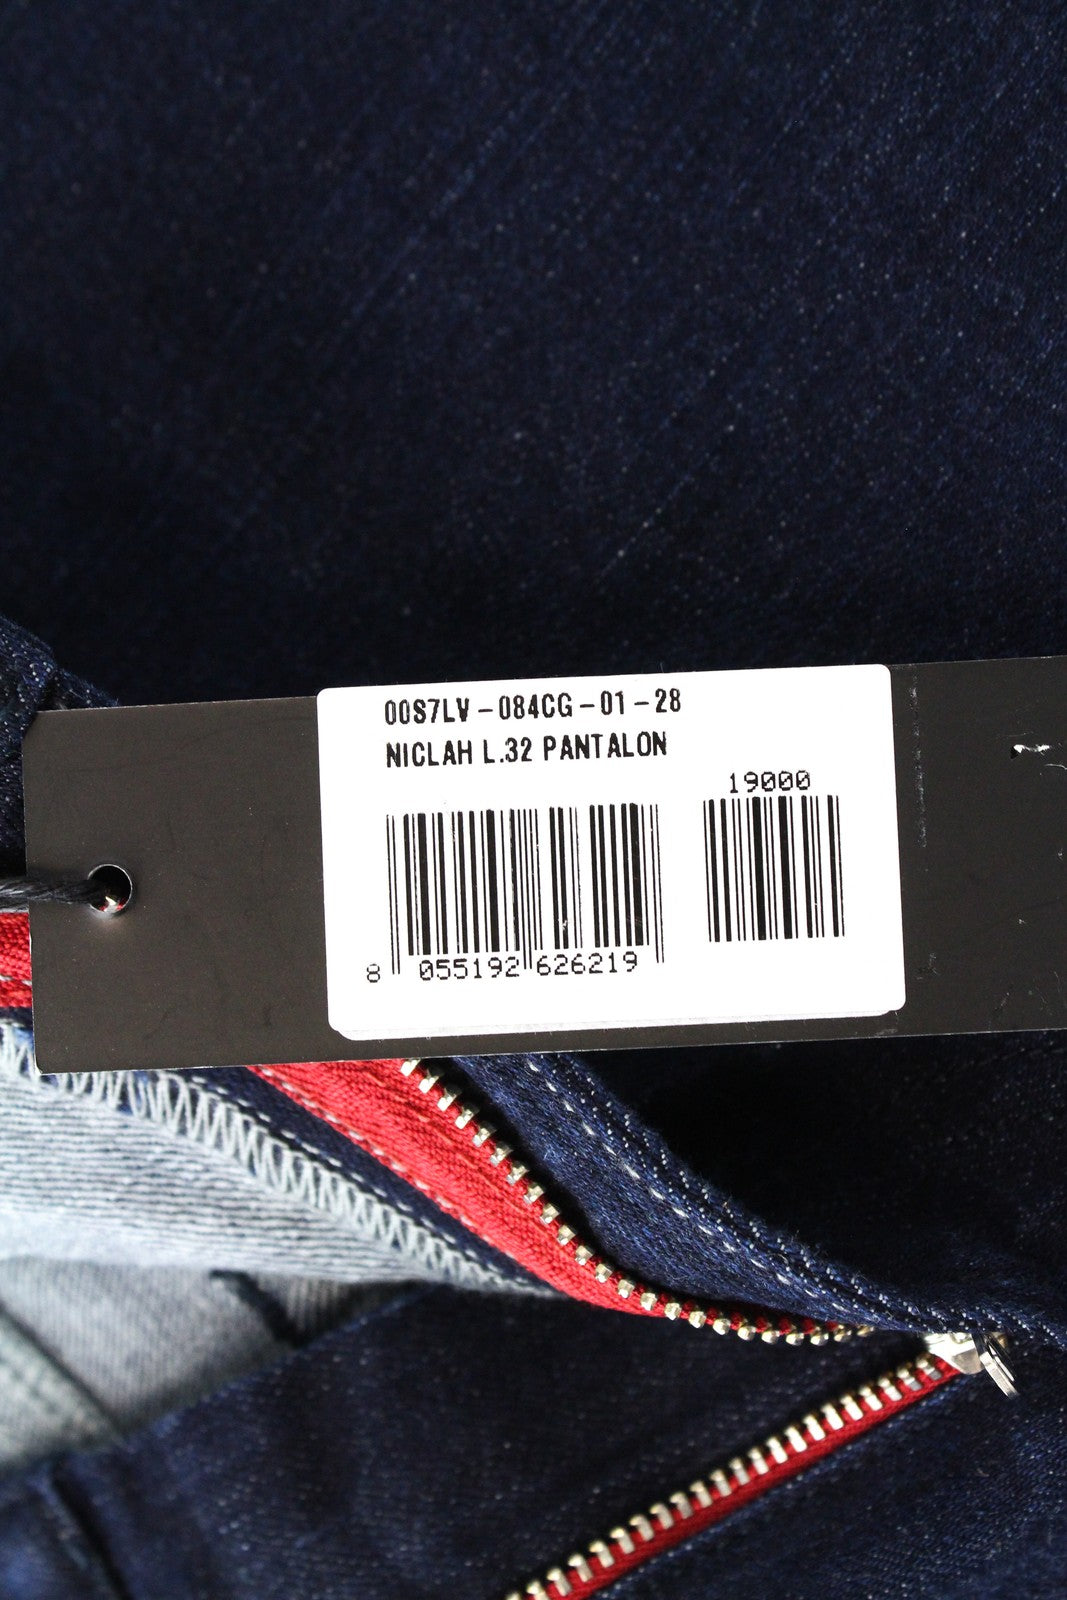 00S7LV-084CG-01-28
NICLAH L.32 PANTALON
19000
8 055192 626219